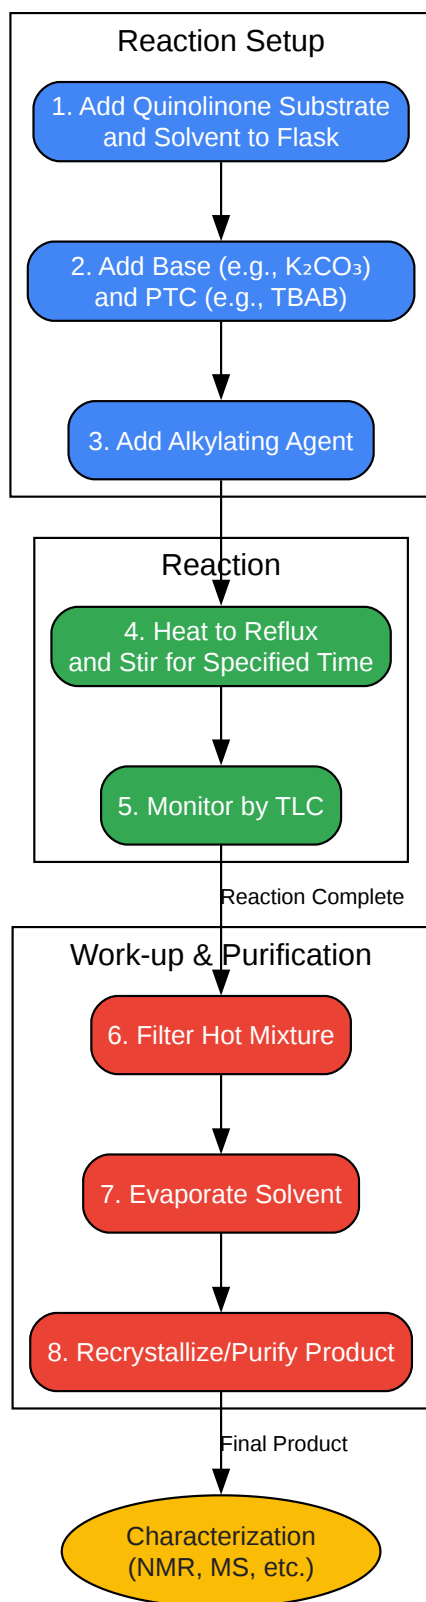 Reaction Setup
1. Add Quinolinone Substrate
and Solvent to Flask
2. Add Base (e.g., K₂CO₃)
and PTC (e.g., TBAB)
3. Add Alkylating Agent
Reaction
4. Heat to Reflux
and Stir for Specified Time
5. Monitor by TLC
Reaction Complete
Work-up & Purification
6. Filter Hot Mixture
7. Evaporate Solvent
8. Recrystallize/Purify Product
Final Product
Characterization
(NMR, MS, etc.)